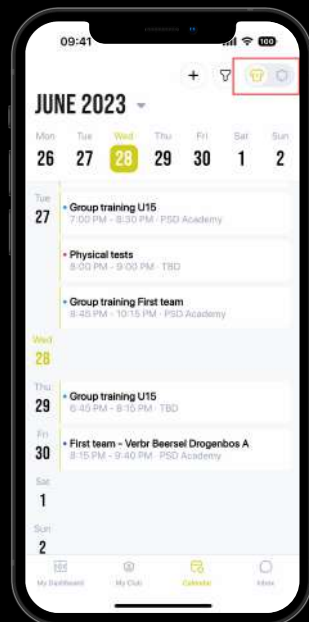 09:41
100
JUNE 2023
Mon Tue Wed Thu Fri Sat Sun
26 27 28 29 30 1 2
Tue
27
Group training U15
7:00 PM - 8:30 PM · PSD Academy
Physical tests
8:00 PM - 9:00 PM · TBD
Group training First team
8:45 PM - 10:15 PM · PSD Academy
Wed
28
Thu
29
Group training U15
6:45 PM - 8:15 PM · TBD
Fri
30
First team - Verbr Beersel Drogenbos A
8:15 PM - 9:40 PM · PSD Academy
Sat
1
Sun
2
My Dashboard My Club Calendar Inbox